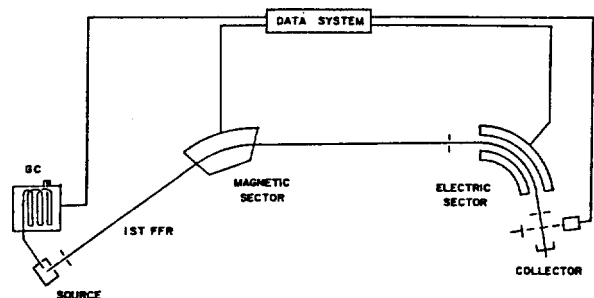 DATA SYSTEM
GC
MAGNETIC
SECTOR
ELECTRIC
SECTOR
1ST FFR
COLLECTOR
SOURCE